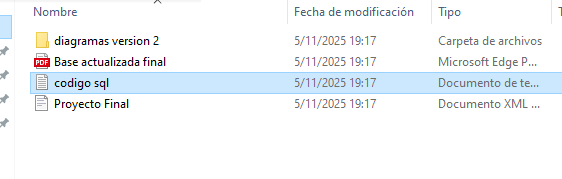 Nombre Fecha de modificación Tipo T
diagramas version 2 5/11/2025 19:17 Carpeta de archivos
PDF Base actualizada final 5/11/2025 19:17 Microsoft Edge P...
codigo sql 5/11/2025 19:17 Documento de te...
Proyecto Final 5/11/2025 19:17 Documento XML ...